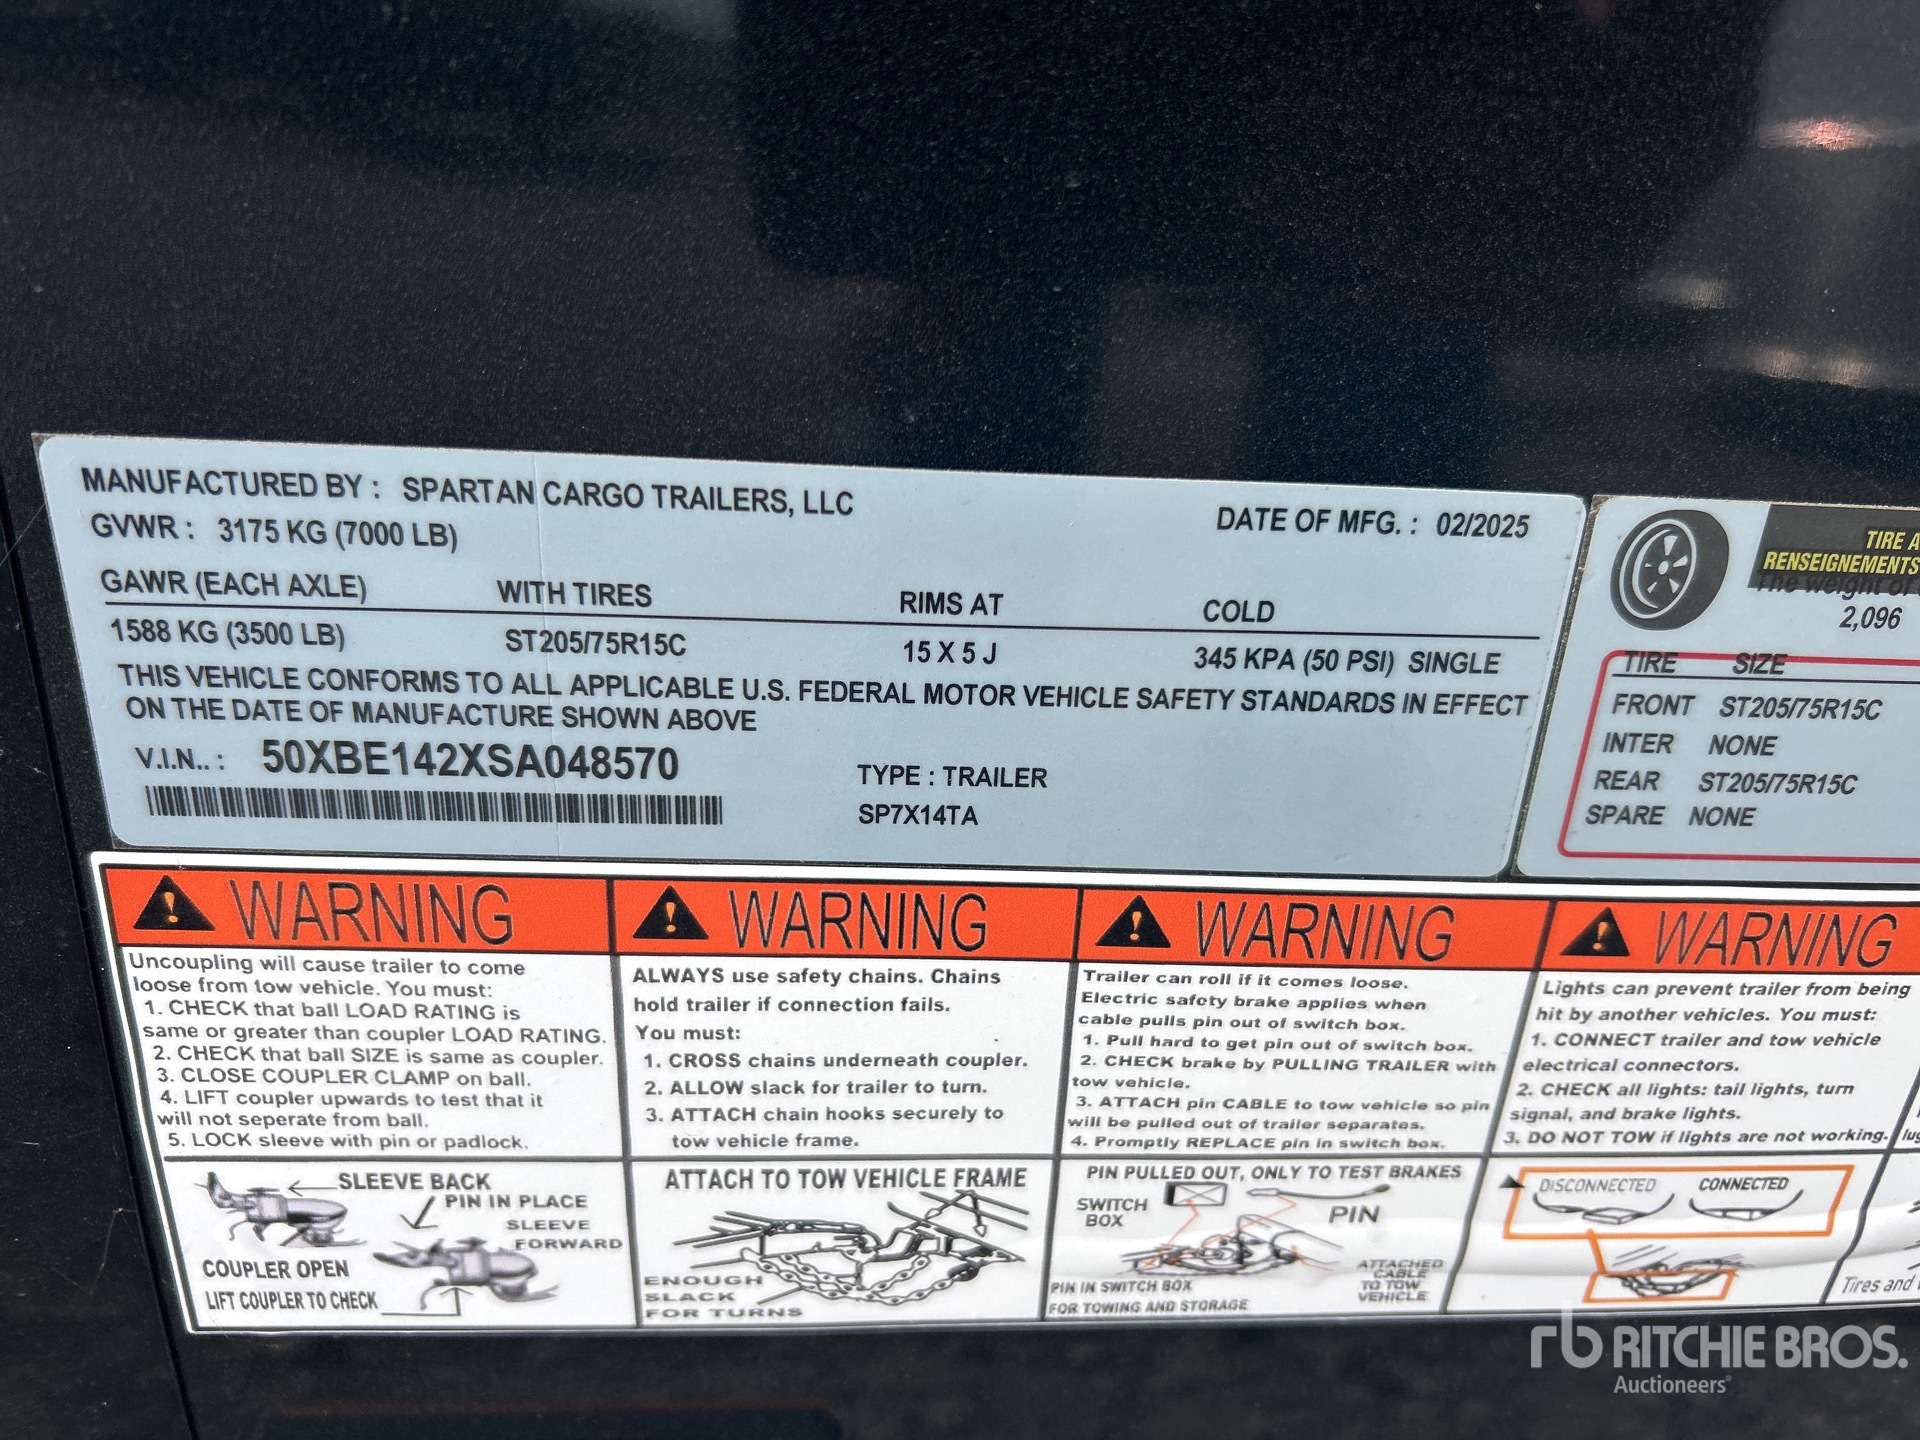 MANUFACTURED BY : SPARTAN CARGO TRAILERS, LLC
GVWR : 3175 KG (7000 LB)
DATE OF MFG. : 02/2025
GAWR (EACH AXLE) WITH TIRES RIMS AT COLD
1588 KG (3500 LB) ST205/75R15C 15 X 5 J 345 KPA (50 PSI) SINGLE
THIS VEHICLE CONFORMS TO ALL APPLICABLE U.S. FEDERAL MOTOR VEHICLE SAFETY STANDARDS IN EFFECT
ON THE DATE OF MANUFACTURE SHOWN ABOVE
V.I.N.. : 50XBE142XSA048570
TYPE : TRAILER
SP7X14TA
TIRE A
RENSEIGNEMENTS
The weight of
2,096
TIRE SIZE
FRONT ST205/75R15C
INTER NONE
REAR ST205/75R15C
SPARE NONE
WARNING
Uncoupling will cause trailer to come
loose from tow vehicle. You must:
1. CHECK that ball LOAD RATING is
same or greater than coupler LOAD RATING.
2. CHECK that ball SIZE is same as coupler.
3. CLOSE COUPLER CLAMP on ball.
4. LIFT coupler upwards to test that it
will not seperate from ball.
5. LOCK sleeve with pin or padlock.
SLEEVE BACK
PIN IN PLACE
SLEEVE
FORWARD
COUPLER OPEN
LIFT COUPLER TO CHECK
WARNING
ALWAYS use safety chains. Chains
hold trailer if connection fails.
You must:
1. CROSS chains underneath coupler.
2. ALLOW slack for trailer to turn.
3. ATTACH chain hooks securely to
tow vehicle frame.
ATTACH TO TOW VEHICLE FRAME
ENOUGH
SLACK
FOR TURNS
WARNING
Trailer can roll if it comes loose.
Electric safety brake applies when
cable pulls pin out of switch box.
1. Pull hard to get pin out of switch box.
2. CHECK brake by PULLING TRAILER with
tow vehicle.
3. ATTACH pin CABLE to tow vehicle so pin
will be pulled out of trailer separates.
4. Promptly REPLACE pin in switch box.
PIN PULLED OUT, ONLY TO TEST BRAKES
SWITCH
BOX
PIN
ATTACHED
CABLE
TO TOW
VEHICLE
PIN IN SWITCH BOX
FOR TOWING AND STORAGE
WARNING
Lights can prevent trailer from being
hit by another vehicles. You must:
1. CONNECT trailer and tow vehicle
electrical connectors.
2. CHECK all lights: tail lights, turn
signal, and brake lights.
3. DO NOT TOW if lights are not working.
DISCONNECTED CONNECTED
lug
Tires and
rb RITCHIE BROS.
Auctioneers